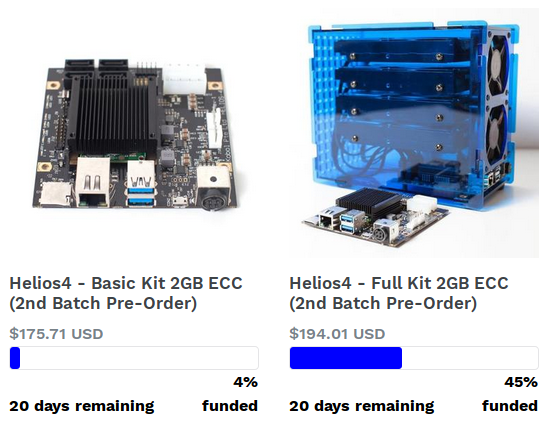 Helios4 - Basic Kit 2GB ECC
(2nd Batch Pre-Order)
$175.71 USD
4%
20 days remaining funded
Helios4 - Full Kit 2GB ECC
(2nd Batch Pre-Order)
$194.01 USD
45%
20 days remaining funded